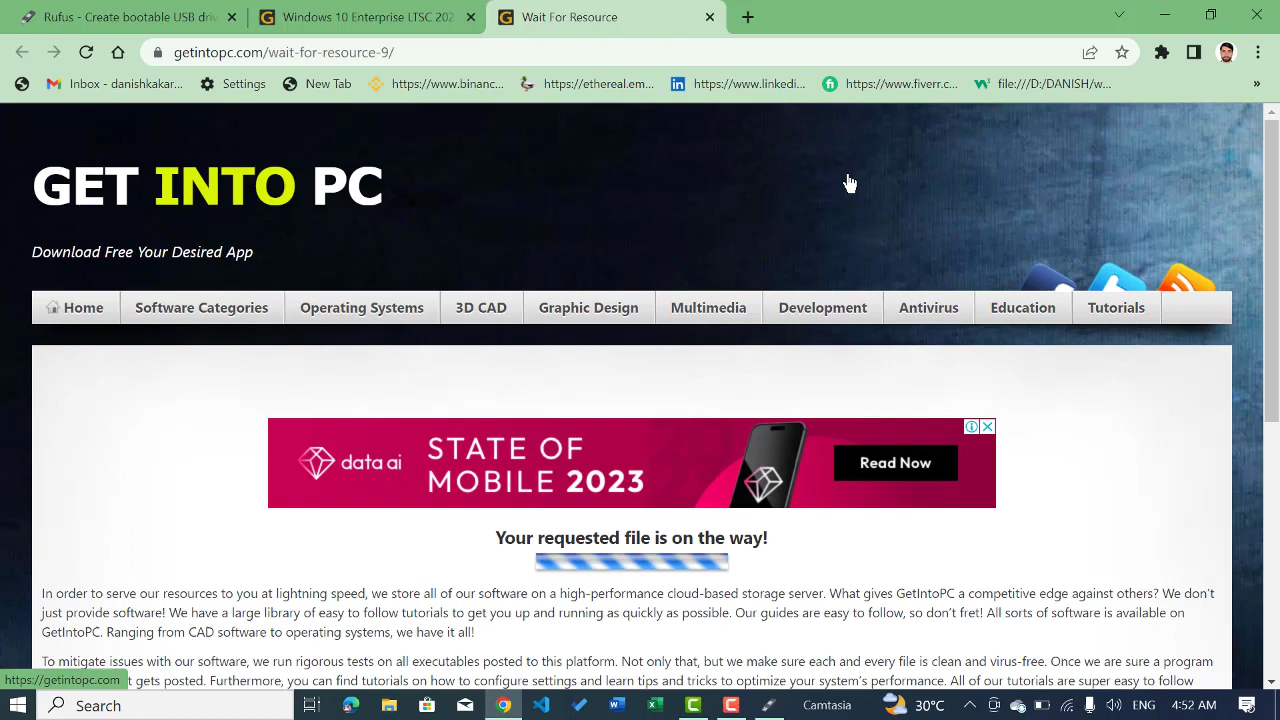 Rufus - Create bootable USB driv
Windows 10 Enterprise LTSC 202
Wait For Resource
getintopc.com/wait-for-resource-9/
Inbox - danishkakar...
Settings
New Tab
https://www.binanc...
https://ethereal.em...
https://www.linkedi...
https://www.fiverr.c...
file:///D:/DANISH/w...
»
GET INTO PC
Download Free Your Desired App
Home
Software Categories
Operating Systems
3D CAD
Graphic Design
Multimedia
Development
Antivirus
Education
Tutorials
data ai
STATE OF
MOBILE 2023
Read Now
Your requested file is on the way!
In order to serve our resources to you at lightning speed, we store all of our software on a high-performance cloud-based storage server. What gives GetIntoPC a competitive edge against others? We don't
just provide software! We have a large library of easy to follow tutorials to get you up and running as quickly as possible. Our guides are easy to follow, so don't fret! All sorts of software is available on
GetIntoPC. Ranging from CAD software to operating systems, we have it all!
To mitigate issues with our software, we run rigorous tests on all executables posted to this platform. Not only that, but we make sure each and every file is clean and virus-free. Once we are sure a program
https://getintopc.com
t gets posted. Furthermore, you can find tutorials on how to configure settings and learn tips and tricks to optimize your system's performance. All of our tutorials are super easy to follow
Search
Camtasia
30°C
ENG
4:52 AM